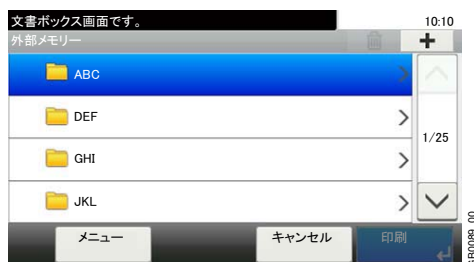 文書ボックス画面です。
10:10
外部メモリー
ABC
DEF
1/25
GHI
JKL
メニュー
キャンセル
印刷